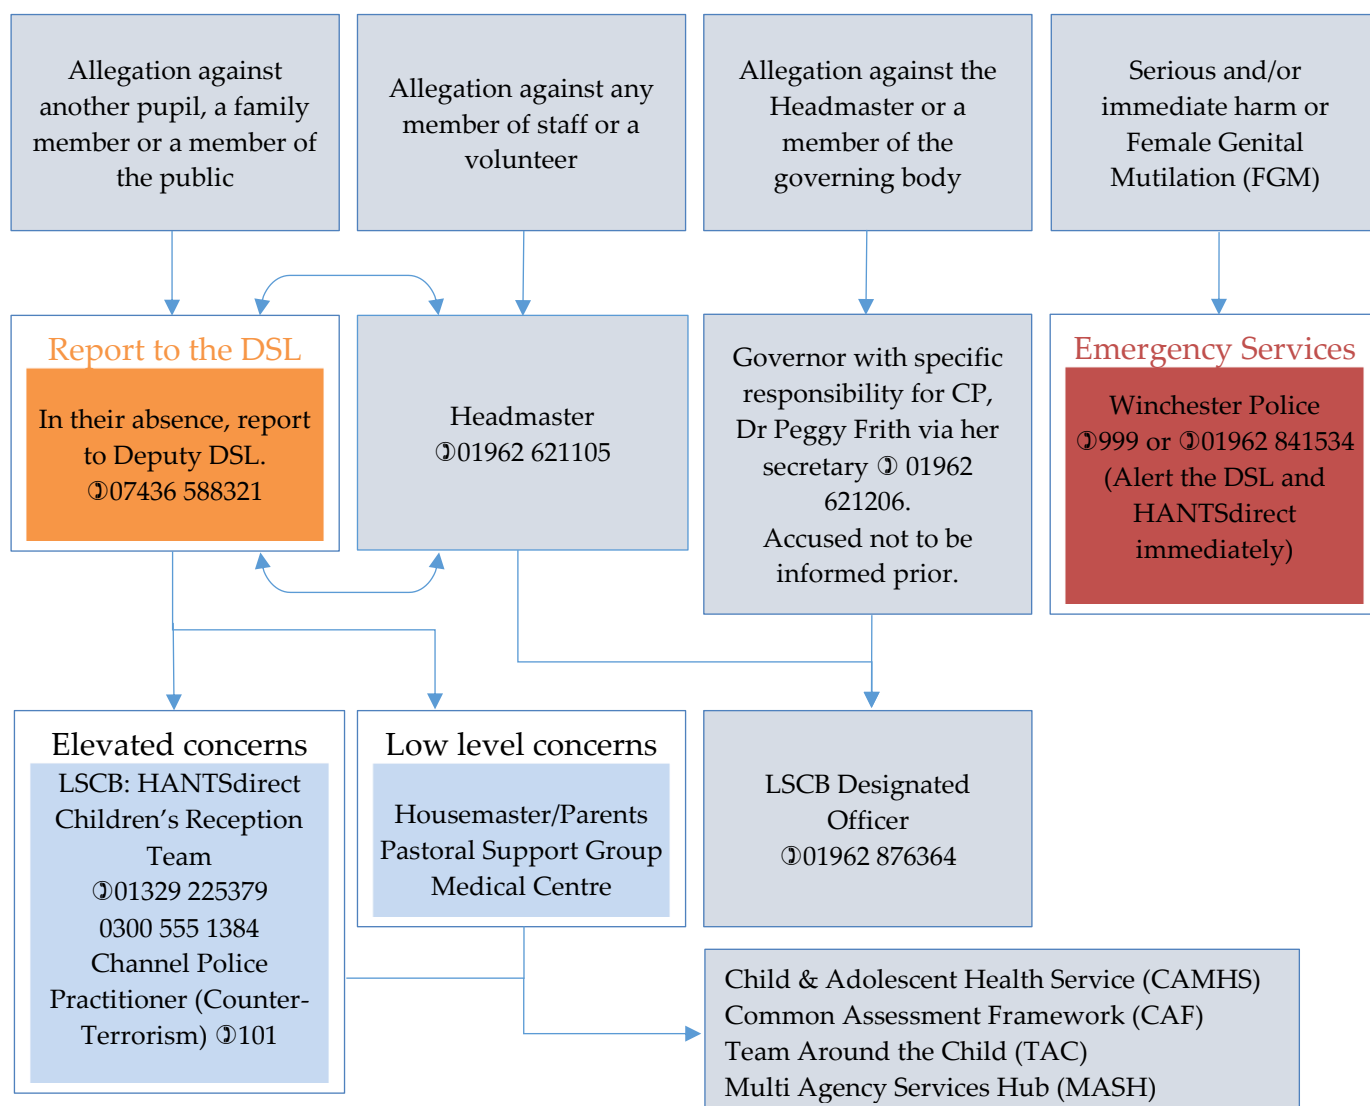 Allegation against
another pupil, a family
member or a member of
the public
Allegation against any
member of staff or a
volunteer
Allegation against the
Headmaster or a
member of the
governing body
Serious and/or
immediate harm or
Female Genital
Mutilation (FGM)
Report to the DSL
In their absence, report
to Deputy DSL.
✆07436 588321
Headmaster
✆01962 621105
Governor with specific
responsibility for CP,
Dr Peggy Frith via her
secretary ✆ 01962
621206.
Accused not to be
informed prior.
Emergency Services
Winchester Police
✆999 or ✆01962 841534
(Alert the DSL and
HANTSdirect
immediately)
Elevated concerns
LSCB: HANTSdirect
Children’s Reception
Team
✆01329 225379
0300 555 1384
Channel Police
Practitioner (Counter-
Terrorism) ✆101
Low level concerns
Housemaster/Parents
Pastoral Support Group
Medical Centre
LSCB Designated
Officer
✆01962 876364
Child & Adolescent Health Service (CAMHS)
Common Assessment Framework (CAF)
Team Around the Child (TAC)
Multi Agency Services Hub (MASH)